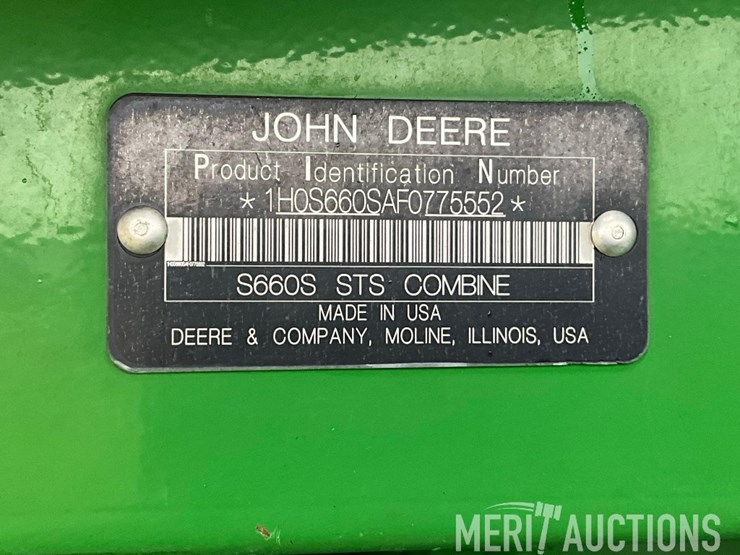 JOHN DEERE
Product Identification Number
*1H0S660SAF0775552*
S660S STS COMBINE
MADE IN USA
DEERE & COMPANY, MOLINE, ILLINOIS, USA
MERIT AUCTIONS